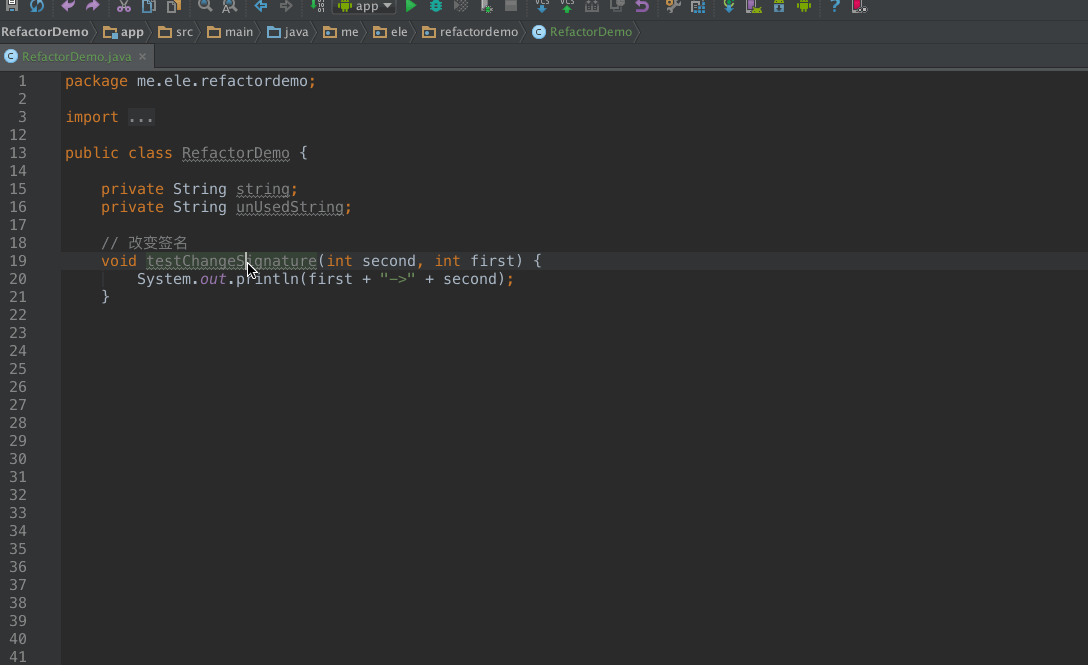 app
RefactorDemo app src main java me ele refactordemo RefactorDemo
RefactorDemo.java
1 package me.ele.refactordemo;
2
3 import ...
12
13 public class RefactorDemo {
14
15 private String string;
16 private String unUsedString;
17
18 // 改变签名
19 void testChangeSignature(int second, int first) {
20 System.out.println(first + "->" + second);
21 }
22
23
24
25
26
27
28
29
30
31
32
33
34
35
36
37
38
39
40
41